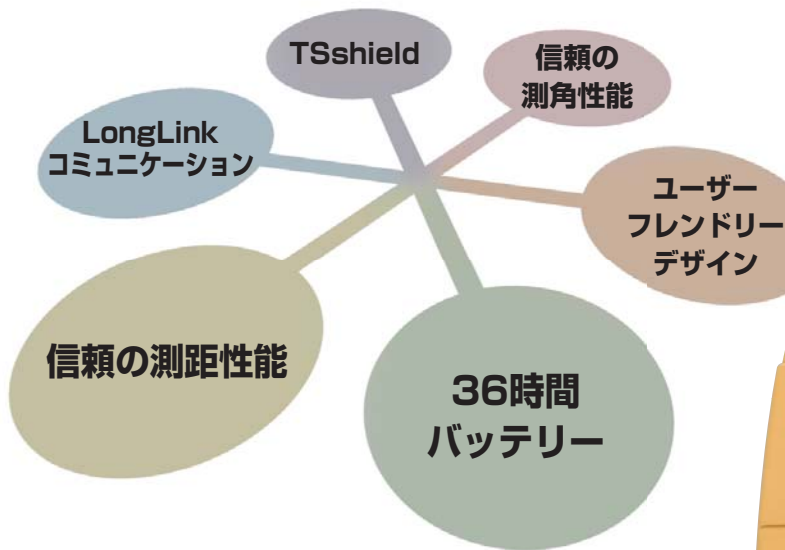 TSshield
信頼の
測角性能
LongLink
コミュニケーション
ユーザー
フレンドリー
デザイン
信頼の測距性能
36時間
バッテリー